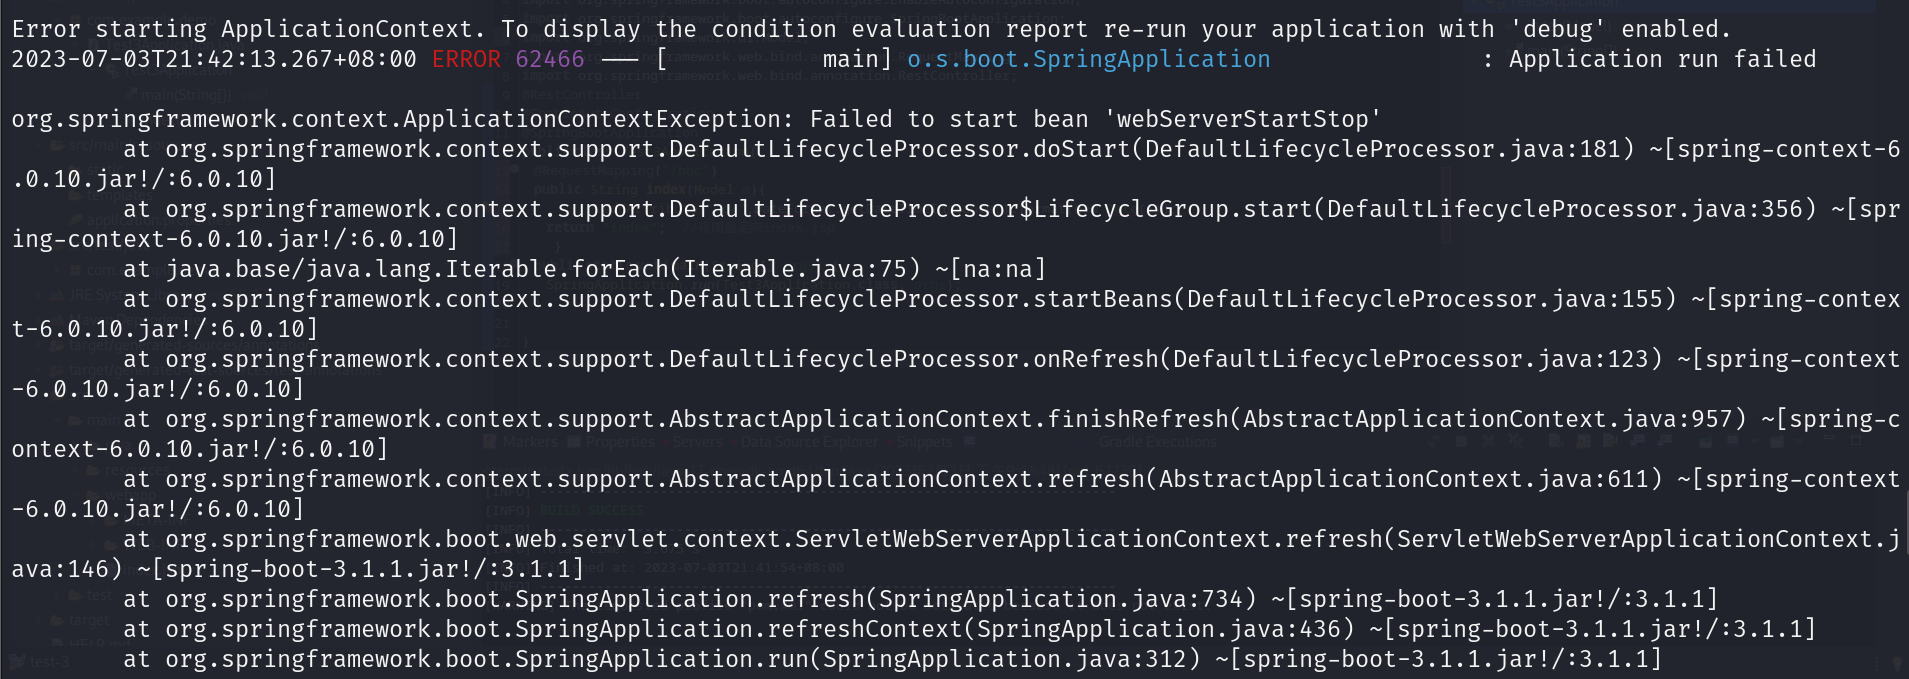 Error starting ApplicationContext. To display the condition evaluation report re-run your application with 'debug' enabled.
2023-07-03T21:42:13.267+08:00 ERROR 62466 --- [           main] o.s.boot.SpringApplication               : Application run failed
org.springframework.context.ApplicationContextException: Failed to start bean 'webServerStartStop'
        at org.springframework.context.support.DefaultLifecycleProcessor.doStart(DefaultLifecycleProcessor.java:181) ~[spring-context-6
.0.10.jar!/:6.0.10]
        at org.springframework.context.support.DefaultLifecycleProcessor$LifecycleGroup.start(DefaultLifecycleProcessor.java:356) ~[spr
ing-context-6.0.10.jar!/:6.0.10]
        at java.base/java.lang.Iterable.forEach(Iterable.java:75) ~[na:na]
        at org.springframework.context.support.DefaultLifecycleProcessor.startBeans(DefaultLifecycleProcessor.java:155) ~[spring-contex
t-6.0.10.jar!/:6.0.10]
        at org.springframework.context.support.DefaultLifecycleProcessor.onRefresh(DefaultLifecycleProcessor.java:123) ~[spring-context
-6.0.10.jar!/:6.0.10]
        at org.springframework.context.support.AbstractApplicationContext.finishRefresh(AbstractApplicationContext.java:957) ~[spring-c
ontext-6.0.10.jar!/:6.0.10]
        at org.springframework.context.support.AbstractApplicationContext.refresh(AbstractApplicationContext.java:611) ~[spring-context
-6.0.10.jar!/:6.0.10]
        at org.springframework.boot.web.servlet.context.ServletWebServerApplicationContext.refresh(ServletWebServerApplicationContext.j
ava:146) ~[spring-boot-3.1.1.jar!/:3.1.1]
        at org.springframework.boot.SpringApplication.refresh(SpringApplication.java:734) ~[spring-boot-3.1.1.jar!/:3.1.1]
        at org.springframework.boot.SpringApplication.refreshContext(SpringApplication.java:436) ~[spring-boot-3.1.1.jar!/:3.1.1]
        at org.springframework.boot.SpringApplication.run(SpringApplication.java:312) ~[spring-boot-3.1.1.jar!/:3.1.1]